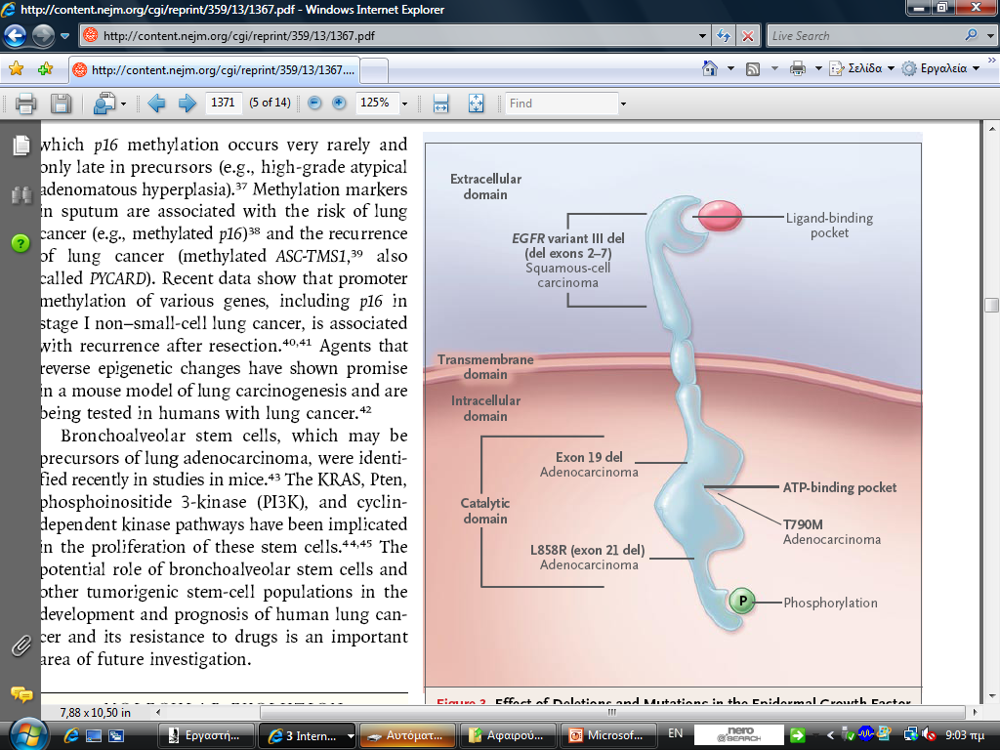 http://content.nejm.org/cgi/reprint/359/13/1367.pdf - Windows Internet Explorer
http://content.nejm.org/cgi/reprint/359/13/1367.pdf
Live Search
http://content.nejm.org/cgi/reprint/359/13/1367....
Σελίδα
Εργαλεία
1371 (5 of 14)
125%
Find
which p16 methylation occurs very rarely and
only late in precursors (e.g., high-grade atypical
adenomatous hyperplasia).37 Methylation markers
in sputum are associated with the risk of lung
cancer (e.g., methylated p16)38 and the recurrence
of lung cancer (methylated ASC-TMS1,39 also
called PYCARD). Recent data show that promoter
methylation of various genes, including p16 in
stage I non–small-cell lung cancer, is associated
with recurrence after resection.40,41 Agents that
reverse epigenetic changes have shown promise
in a mouse model of lung carcinogenesis and are
being tested in humans with lung cancer.42
Bronchoalveolar stem cells, which may be
precursors of lung adenocarcinoma, were identi-
fied recently in studies in mice.43 The KRAS, Pten,
phosphoinositide 3-kinase (PI3K), and cyclin-
dependent kinase pathways have been implicated
in the proliferation of these stem cells.44,45 The
potential role of bronchoalveolar stem cells and
other tumorigenic stem-cell populations in the
development and prognosis of human lung can-
cer and its resistance to drugs is an important
area of future investigation.
Extracellular
domain
EGFR variant III del
(del exons 2–7)
Squamous-cell
carcinoma
Ligand-binding
pocket
Transmembrane
domain
Intracellular
domain
Exon 19 del
Adenocarcinoma
ATP-binding pocket
Catalytic
domain
T790M
Adenocarcinoma
L858R (exon 21 del)
Adenocarcinoma
P
Phosphorylation
Figure 3. Effect of Deletions and Mutations in the Epidermal Growth Factor
7,88 x 10,50 in
Εργαστή...
3 Intern...
Αυτόματ...
Αφαιρού...
Microsof...
EN
nero
SEARCH
9:03 πμ